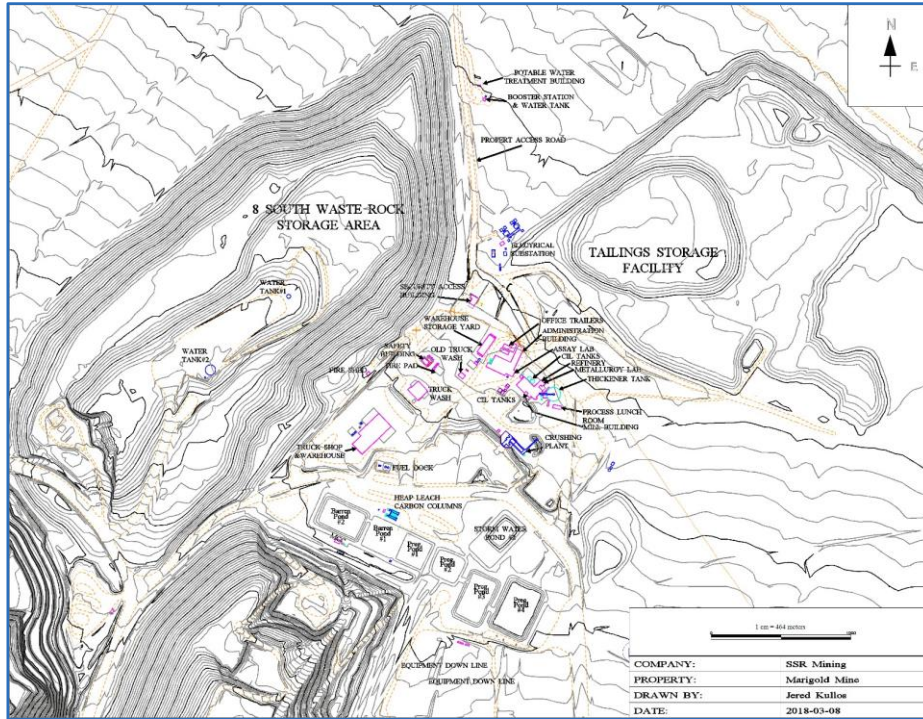 N
E
POTABLE WATER
TREATMENT BUILDING
BOOSTER STATION
& WATER TANK
PROPERT ACCESS ROAD
8 SOUTH WASTE-ROCK
STORAGE AREA
ELECTRICAL
SUBSTATION
TAILINGS STORAGE
FACILITY
WATER
TANK#1
SECURITY ACCESS
BUILDING
WAREHOUSE
STORAGE YARD
OFFICE TRAILERS
ADMINISTRATION
BUILDING
ASSAY LAB
CIL TANKS
REFINERY
METALLURGY LAB
THICKENER TANK
WATER
TANK#2
SAFETY
BUILDING
OLD TRUCK
WASH
TIRE PAD
TRUCK
WASH
CIL TANKS
PROCESS LUNCH
ROOM
MILL BUILDING
CRUSHING
PLANT
TRUCK SHOP
& WAREHOUSE
FUEL DOCK
HEAP LEACH
CARBON COLUMNS
Barren
Pond
#2
Barren
Pond
#1
Preg
Pond
#1
Preg
Pond
#2
STORM WATER
Preg
Pond
#3
Preg
Pond
#4
EQUIPMENT DOWN LINE
EQUIPMENT DOWN LINE
1 cm = 464 meters
COMPANY: SSR Mining
PROPERTY: Marigold Mine
DRAWN BY: Jered Kullos
DATE: 2018-03-08